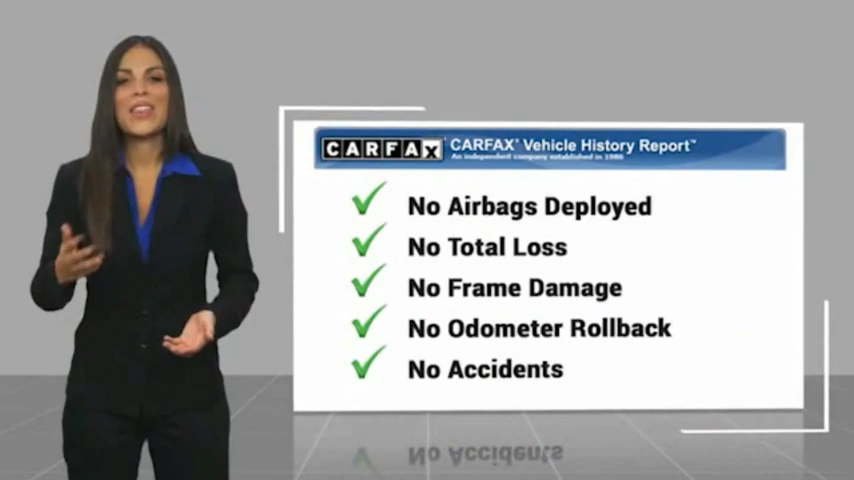 CARFAX CARFAX™ Vehicle History Report™
An independent company established in 1986
No Airbags Deployed
No Total Loss
No Frame Damage
No Odometer Rollback
No Accidents
No Accidents